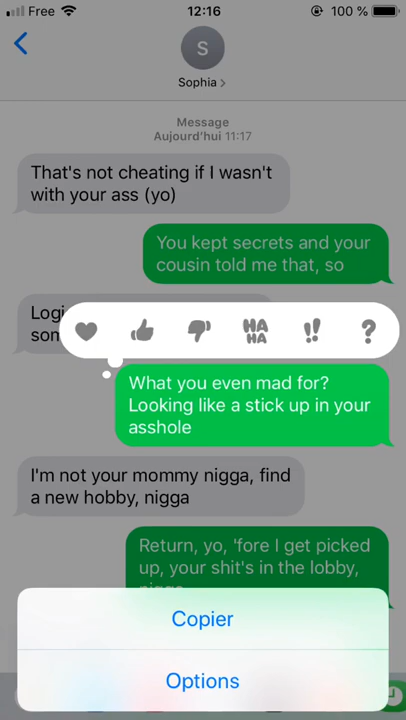 Free 12:16 100 %
S
Sophia >
Message
Aujourd'hui 11:17
That's not cheating if I wasn't
with your ass (yo)
You kept secrets and your
cousin told me that, so
HA
HA
!!
?
What you even mad for?
Looking like a stick up in your
asshole
I'm not your mommy nigga, find
a new hobby, nigga
Return, yo, 'fore I get picked
up, your shit's in the lobby,
Copier
Options